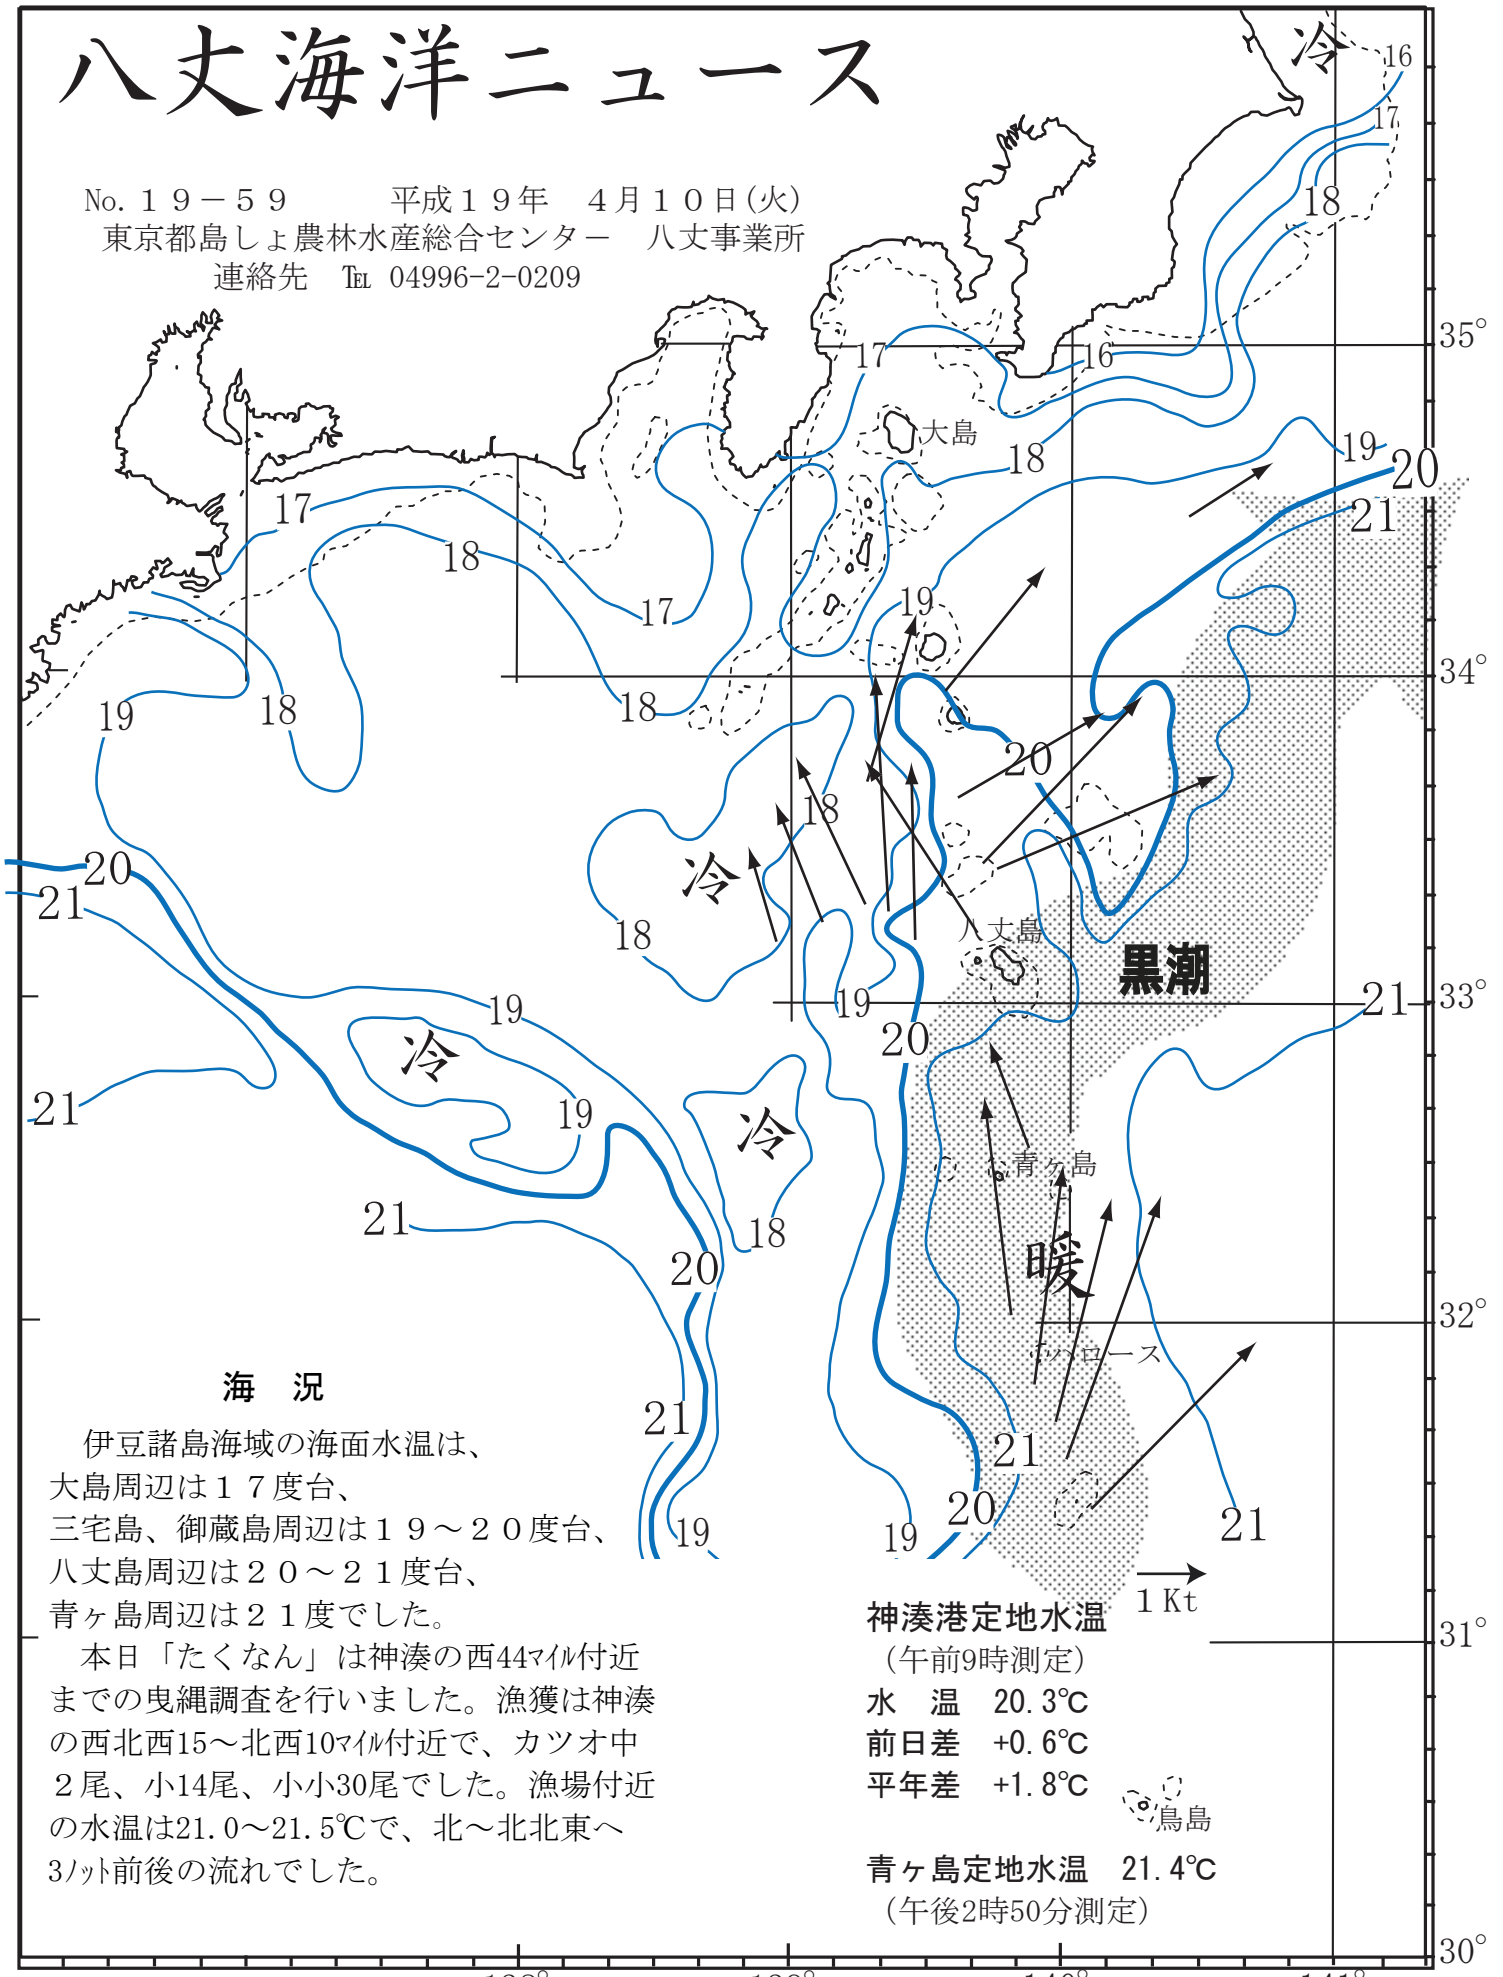 八丈海洋ニュース
No.１９－５９　平成１９年　４月１０日(火)
東京都島しょ農林水産総合センター　八丈事業所
連絡先　℡ 04996-2-0209
冷
16
17
18
35°
17
16
大島
18
19
20
21
17
18
17
19
34°
19
18
18
20
18
20
冷
21
18
八丈島
黒潮
19
33°
21
19
20
冷
21
19
冷
青ヶ島
21
18
20
暖
32°
ハロース
21
21
20
19
19
21
1 Kt
31°
海　況
伊豆諸島海域の海面水温は、
大島周辺は１７度台、
三宅島、御蔵島周辺は１９～２０度台、
八丈島周辺は２０～２１度台、
青ヶ島周辺は２１度でした。
本日「たくなん」は神湊の西44マイル付近
までの曳縄調査を行いました。漁獲は神湊
の西北西15～北西10マイル付近で、カツオ中
２尾、小14尾、小小30尾でした。漁場付近
の水温は21.0～21.5℃で、北～北北東へ
3ノット前後の流れでした。
神湊港定地水温
（午前9時測定）
水　温　20.3℃
前日差　+0.6℃
平年差　+1.8℃
鳥島
青ヶ島定地水温　21.4℃
（午後2時50分測定）
30°